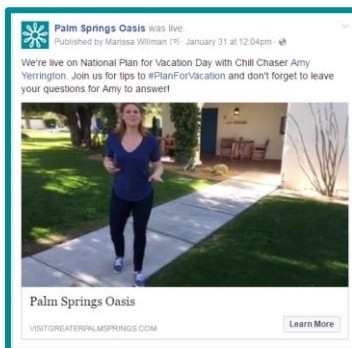 Palm Springs Oasis was live.
Published by Marissa Willman [?] · January 31 at 12:04pm ·
We're live on National Plan for Vacation Day with Chill Chaser Amy
Yerrington. Join us for tips to #PlanForVacation and don't forget to leave
your questions for Amy to answer!
Palm Springs Oasis
VISITGREATERPALMSPRINGS.COM
Learn More